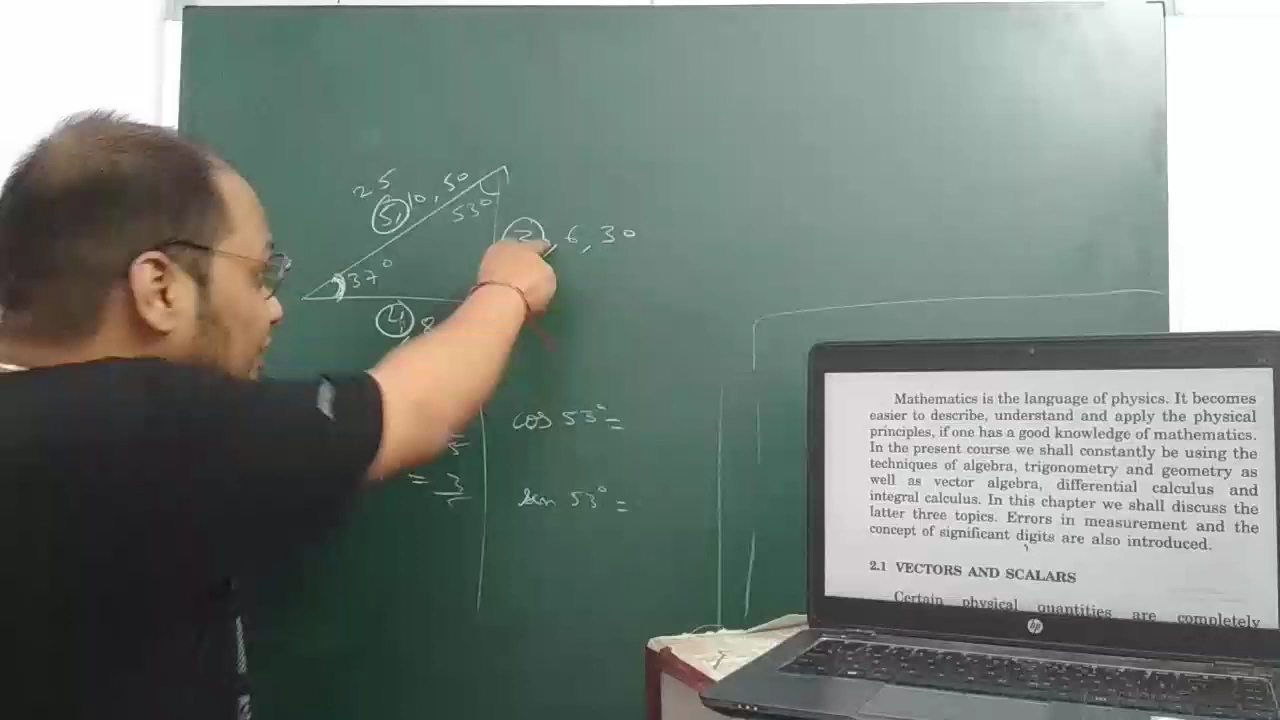 25
5, 10, 50
53°
3, 6, 30
37°
4, 8
5
= 3/5
cos 53° =
sin 53° =
Mathematics is the language of physics. It becomes
easier to describe, understand and apply the physical
principles, if one has a good knowledge of mathematics.
In the present course we shall constantly be using the
techniques of algebra, trigonometry and geometry as
well as vector algebra, differential calculus and
integral calculus. In this chapter we shall discuss the
latter three topics. Errors in measurement and the
concept of significant digits are also introduced.
2.1 VECTORS AND SCALARS
Certain physical quantities are completely
hp